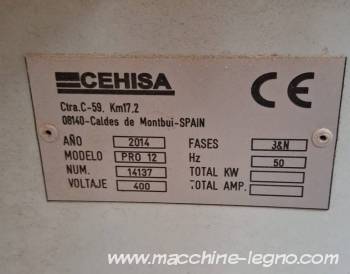 CEHISA CE
Ctra.C-59, Km17.2
08140-Caldes de Montbui-SPAIN
AÑO 2014 FASES 3&N
MODELO PRO 12 Hz 50
NUM. 14137 TOTAL KW
VOLTAJE 400 TOTAL AMP.
www.macchine-legno.com